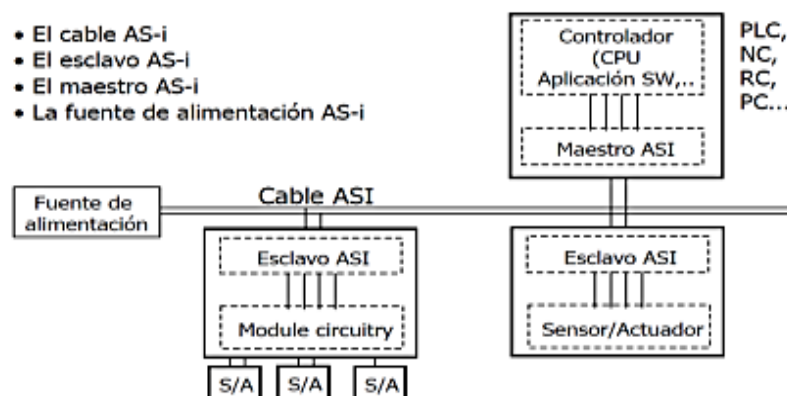 • El cable AS-i
• El esclavo AS-i
• El maestro AS-i
• La fuente de alimentación AS-i
Controlador
(CPU
Aplicación SW,..
Maestro ASI
PLC,
NC,
RC,
PC...
Fuente de
alimentación
Cable ASI
Esclavo ASI
Module circuitry
S/A
S/A
S/A
Esclavo ASI
Sensor/Actuador